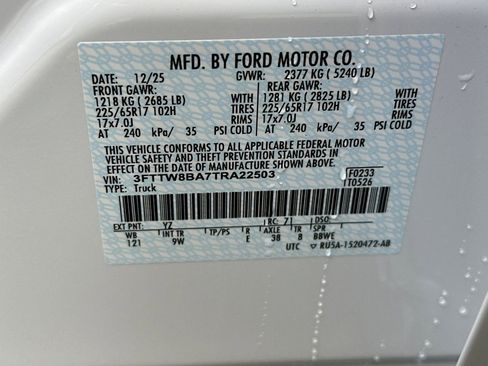 MFD. BY FORD MOTOR CO.
DATE: 12/25 GVWR: 2377 KG ( 5240 LB)
FRONT GAWR: REAR GAWR:
1218 KG ( 2685 LB) WITH 1281 KG ( 2825 LB) WITH
225/65R17 102H TIRES 225/65R17 102H TIRES
17x7.0J RIMS 17x7.0J RIMS
AT 240 kPa/ 35 PSI COLD AT 240 kPa/ 35 PSI COLD
THIS VEHICLE CONFORMS TO ALL APPLICABLE FEDERAL MOTOR
VEHICLE SAFETY AND THEFT PREVENTION STANDARDS IN
EFFECT ON THE DATE OF MANUFACTURE SHOWN ABOVE.
VIN: 3FTTW8BA7TRA22503 F0233
TYPE: Truck 1T0526
EXT PNT: YZ RC: 7 DSO:
WB INT TR TP/PS R AXLE TR SPR
121 9W E 38 8 BBWE
UTC RU5A-1520472-AB